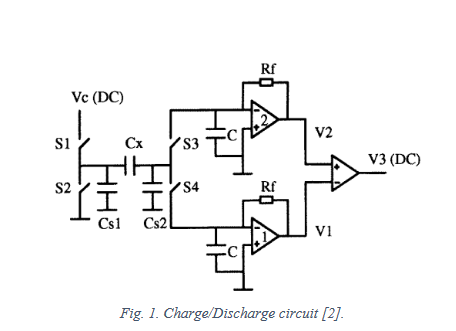 Rf
Vc (DC)
2
V2
S1
Cx
S3
C
V3 (DC)
S2
S4
Rf
Cs1
Cs2
1
V1
C
Fig. 1. Charge/Discharge circuit [2].